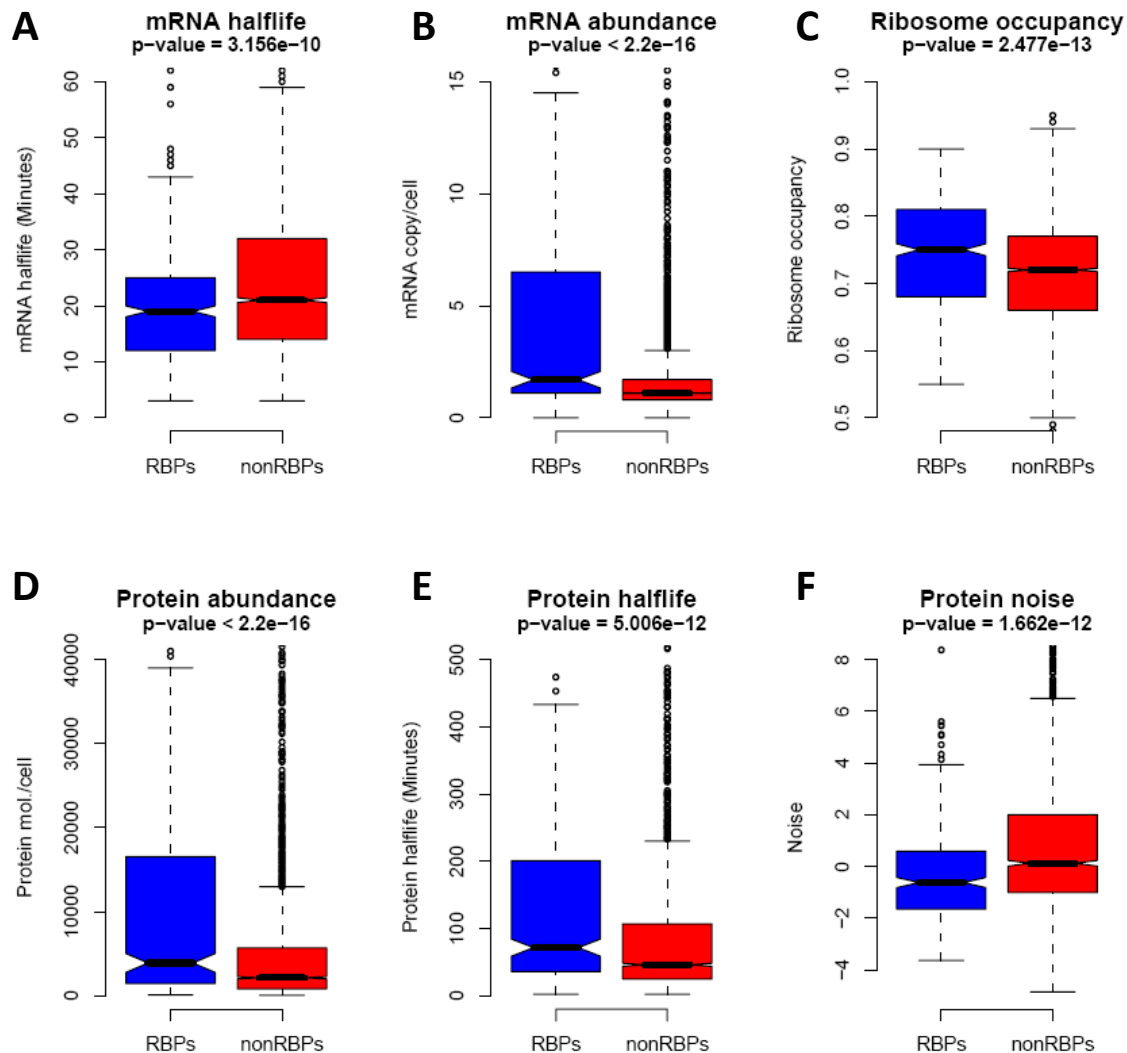 A
mRNA halflife
p−value = 3.156e−10
mRNA halflife (Minutes)
60
50
40
30
20
10
0
RBPs
nonRBPs
B
mRNA abundance
p−value < 2.2e−16
mRNA copy/cell
15
10
5
0
RBPs
nonRBPs
C
Ribosome occupancy
p−value = 2.477e−13
Ribosome occupancy
1.0
0.9
0.8
0.7
0.6
0.5
RBPs
nonRBPs
D
Protein abundance
p−value < 2.2e−16
Protein mol./cell
40000
30000
20000
10000
0
RBPs
nonRBPs
E
Protein halflife
p−value = 5.006e−12
Protein halflife (Minutes)
500
400
300
200
100
0
RBPs
nonRBPs
F
Protein noise
p−value = 1.662e−12
Noise
8
6
4
2
0
−2
−4
RBPs
nonRBPs